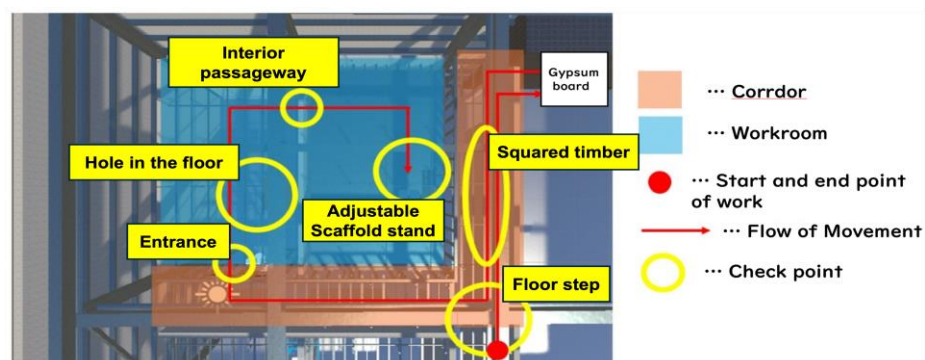 Interior
passageway
Gypsum
board
Hole in the floor
Squared timber
Adjustable
Scaffold stand
Entrance
Floor step
··· Corrdor
··· Workroom
··· Start and end point
of work
··· Flow of Movement
··· Check point